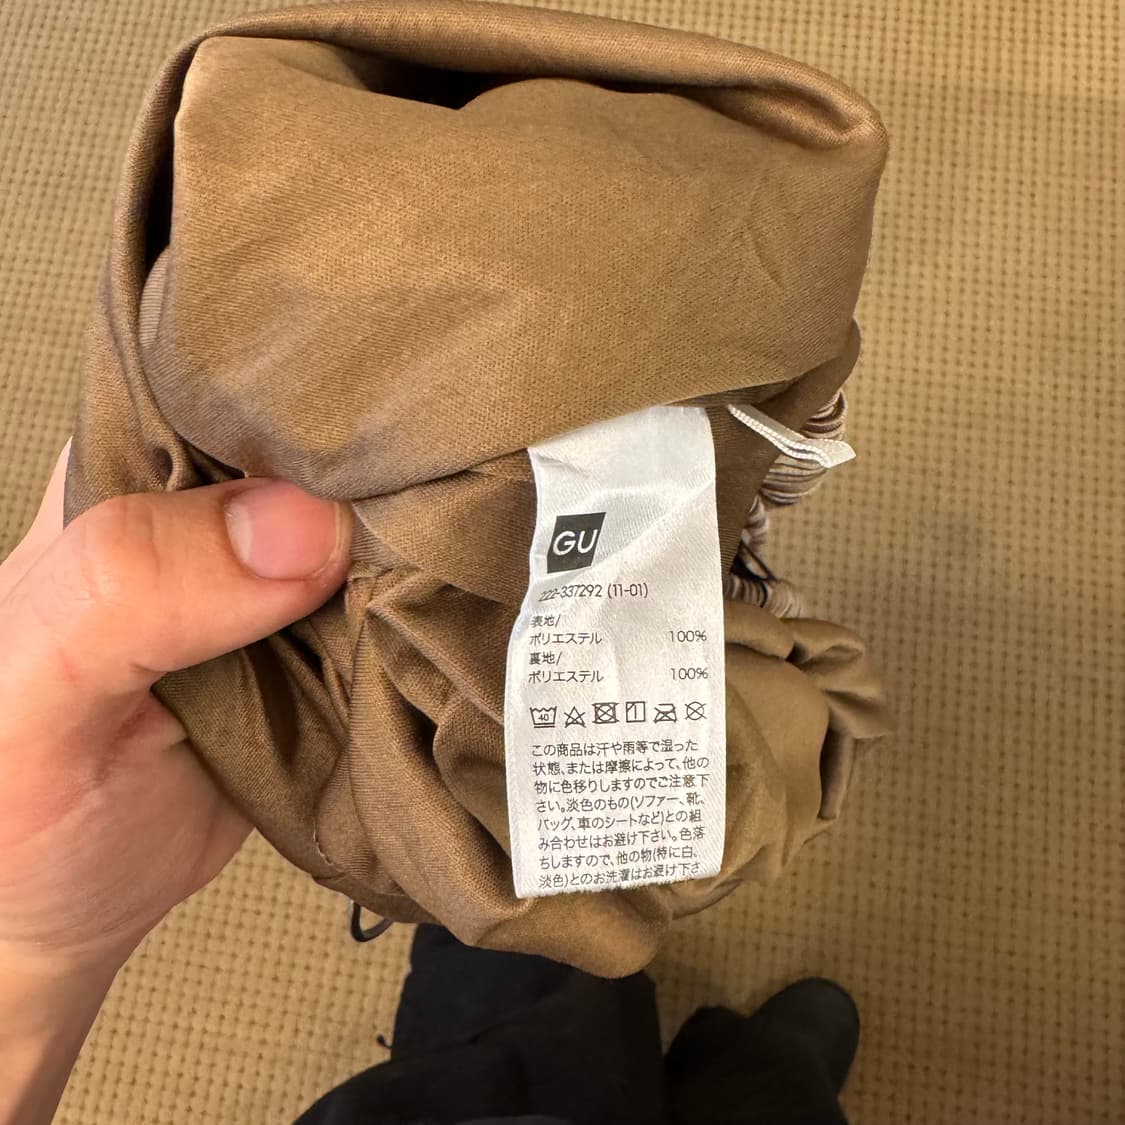 GU
222-337292 (11-01)
表地/
ポリエステル 100%
裏地/
ポリエステル 100%
40
この商品は汗や雨等で湿った
状態、または摩擦によって、他の
物に色移りしますのでご注意下
さい。淡色のもの(ソファー、靴、
バッグ、車のシートなど)との組
み合わせはお避け下さい。色落
ちしますので、他の物(特に白、
淡色)とのお洗濯はお避け下さ